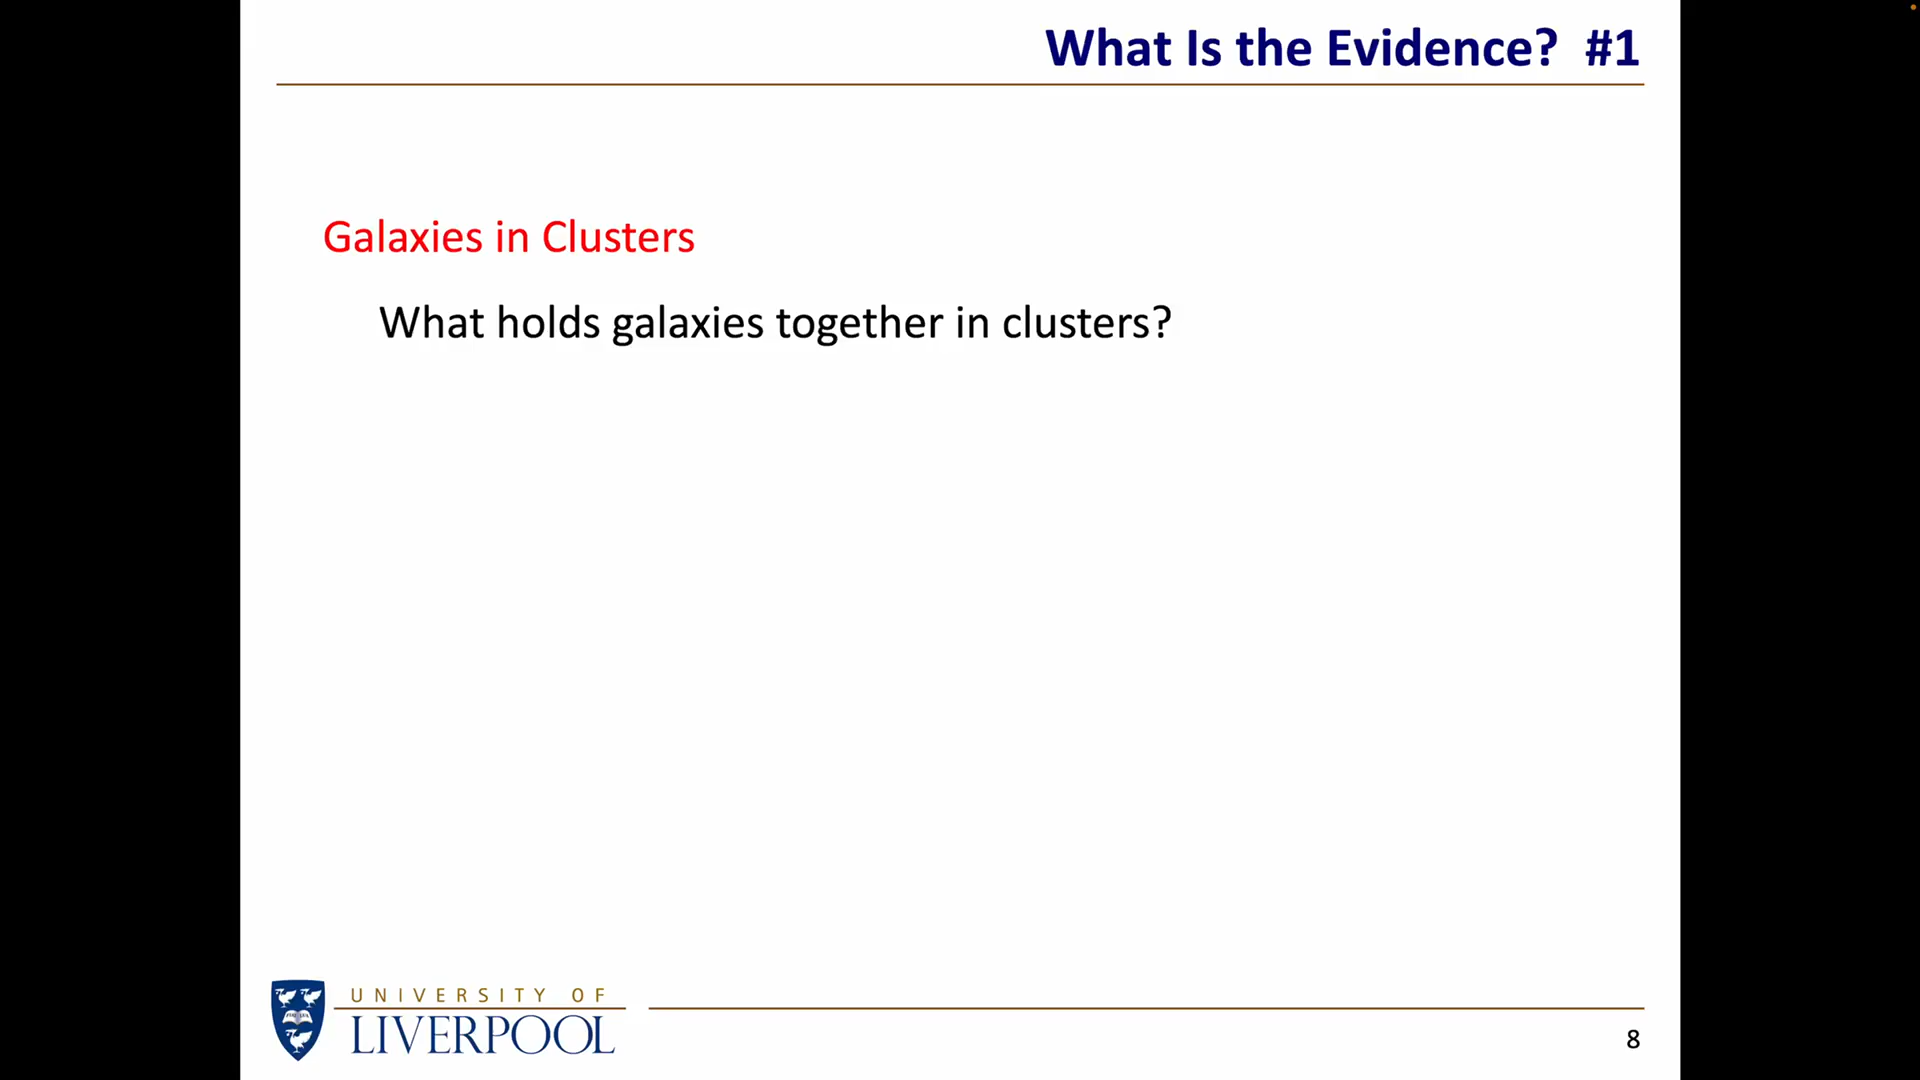 What Is the Evidence? #1
Galaxies in Clusters
What holds galaxies together in clusters?
UNIVERSITY OF
LIVERPOOL
8